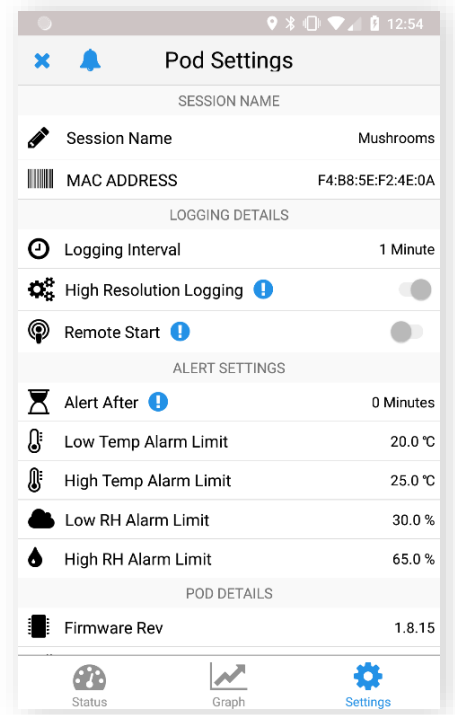 12:54
Pod Settings
SESSION NAME
Session Name Mushrooms
MAC ADDRESS F4:B8:5E:F2:4E:0A
LOGGING DETAILS
Logging Interval 1 Minute
High Resolution Logging
Remote Start
ALERT SETTINGS
Alert After 0 Minutes
Low Temp Alarm Limit 20.0 ℃
High Temp Alarm Limit 25.0 ℃
Low RH Alarm Limit 30.0 %
High RH Alarm Limit 65.0 %
POD DETAILS
Firmware Rev 1.8.15
Status Graph Settings